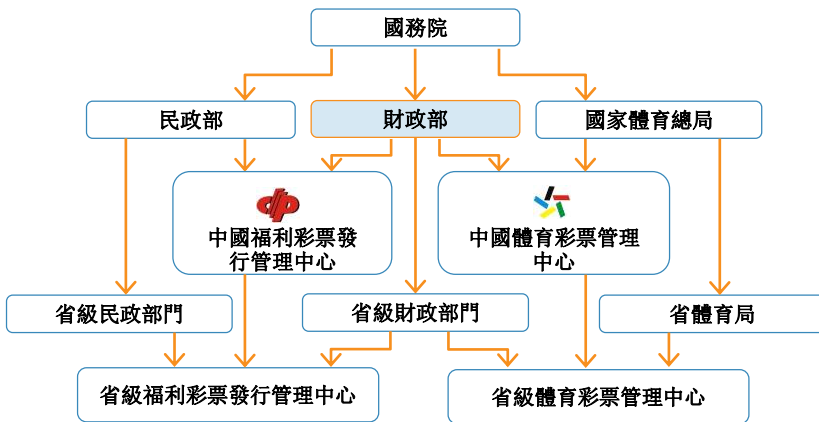 國務院
民政部
財政部
國家體育總局
中國福利彩票發
行管理中心
中國體育彩票管理
中心
省級民政部門
省級財政部門
省體育局
省級福利彩票發行管理中心
省級體育彩票管理中心